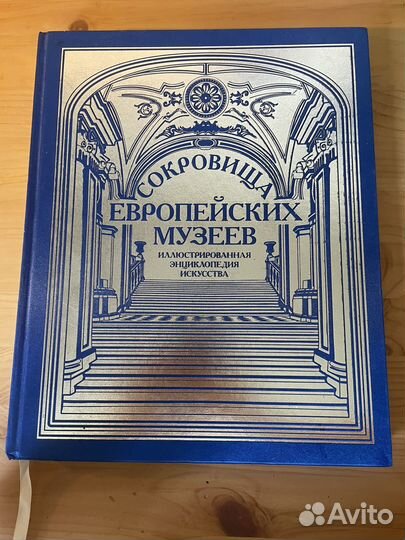 СОКРОВИЩА
ЕВРОПЕЙСКИХ
МУЗЕЕВ
ИЛЛЮСТРИРОВАННАЯ
ЭНЦИКЛОПЕДИЯ
ИСКУССТВА
Avito